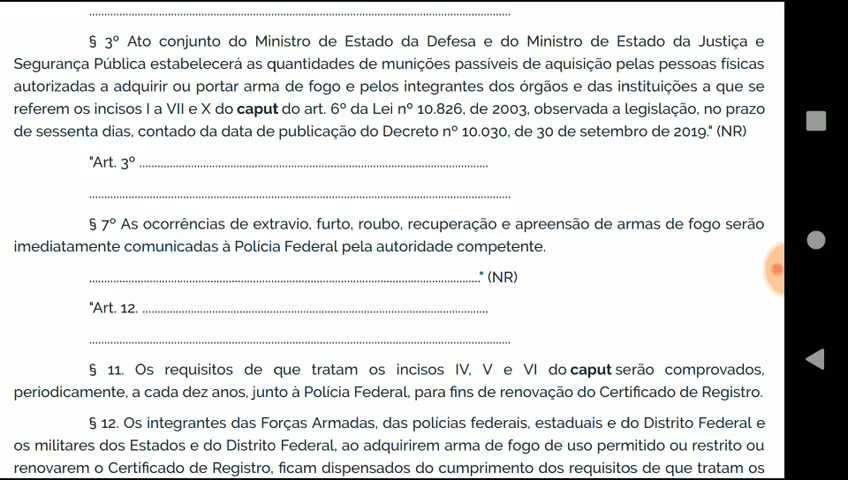 ....................................................................................................................................................
§ 3º Ato conjunto do Ministro de Estado da Defesa e do Ministro de Estado da Justiça e
Segurança Pública estabelecerá as quantidades de munições passíveis de aquisição pelas pessoas físicas
autorizadas a adquirir ou portar arma de fogo e pelos integrantes dos órgãos e das instituições a que se
referem os incisos I a VII e X do caput do art. 6º da Lei nº 10.826, de 2003, observada a legislação, no prazo
de sessenta dias, contado da data de publicação do Decreto nº 10.030, de 30 de setembro de 2019." (NR)
"Art. 3º ....................................................................................................................
....................................................................................................................................................
§ 7º As ocorrências de extravio, furto, roubo, recuperação e apreensão de armas de fogo serão
imediatamente comunicadas à Polícia Federal pela autoridade competente.
..........................................................................................................................................." (NR)
"Art. 12. ...................................................................................................................
....................................................................................................................................................
§ 11. Os requisitos de que tratam os incisos IV, V e VI do caput serão comprovados,
periodicamente, a cada dez anos, junto à Polícia Federal, para fins de renovação do Certificado de Registro.
§ 12. Os integrantes das Forças Armadas, das polícias federais, estaduais e do Distrito Federal e
os militares dos Estados e do Distrito Federal, ao adquirirem arma de fogo de uso permitido ou restrito ou
renovarem o Certificado de Registro, ficam dispensados do cumprimento dos requisitos de que tratam os